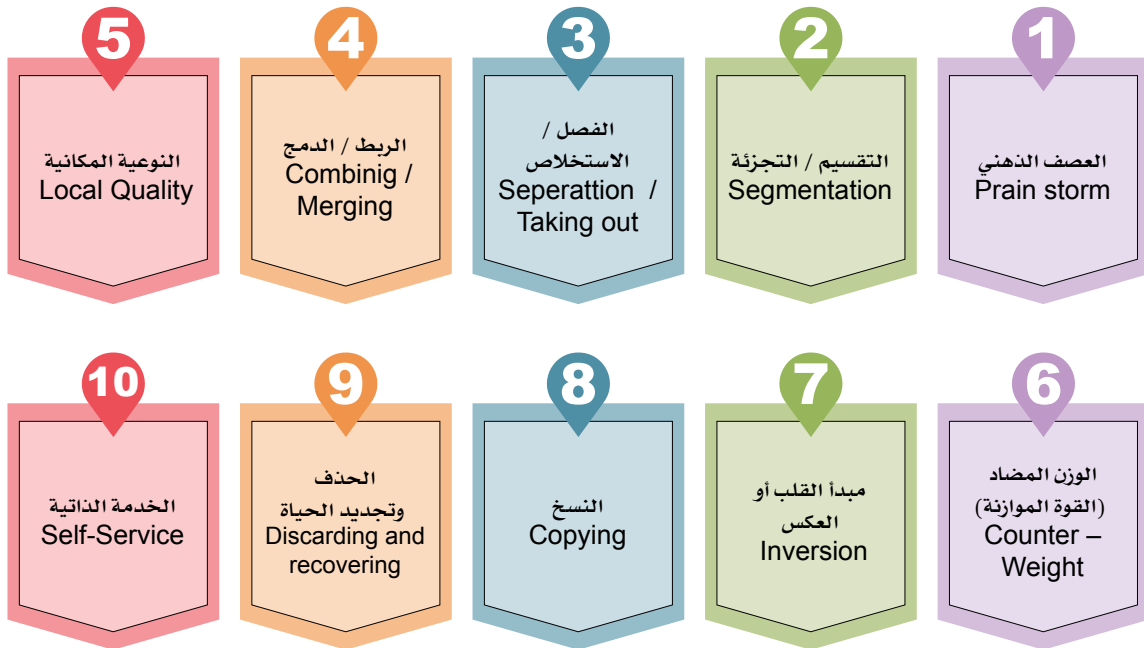 1
العصف الذهني
Prain storm
2
التقسيم / التجزئة
Segmentation
3
الفصل /
الاستخلاص
Seperattion /
Taking out
4
الربط / الدمج
Combinig /
Merging
5
النوعية المكانية
Local Quality
6
الوزن المضاد
(القوة الموازنة)
Counter –
Weight
7
مبدأ القلب أو
العكس
Inversion
8
النسخ
Copying
9
الحذف
وتجديد الحياة
Discarding and
recovering
10
الخدمة الذاتية
Self-Service